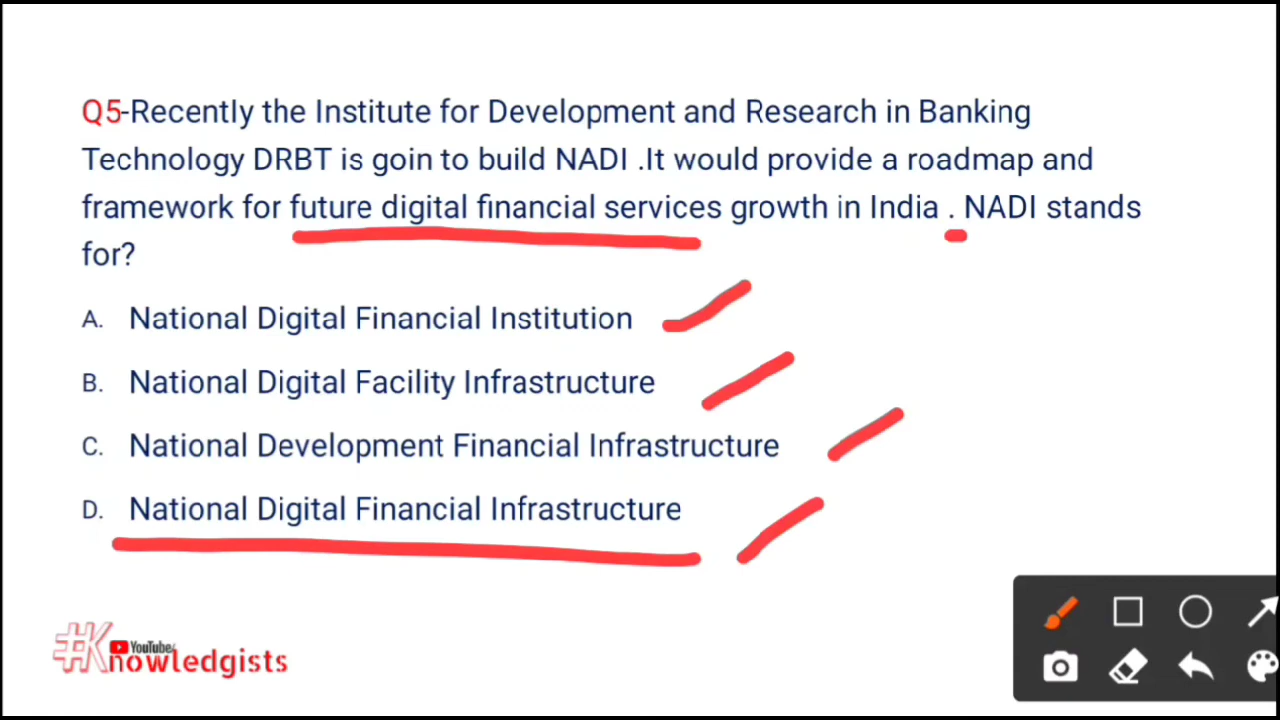 Q5-Recently the Institute for Development and Research in Banking
Technology DRBT is goin to build NADI .It would provide a roadmap and
framework for future digital financial services growth in India . NADI stands
for?
A. National Digital Financial Institution
B. National Digital Facility Infrastructure
C. National Development Financial Infrastructure
D. National Digital Financial Infrastructure
YouTube
#Knowledgists